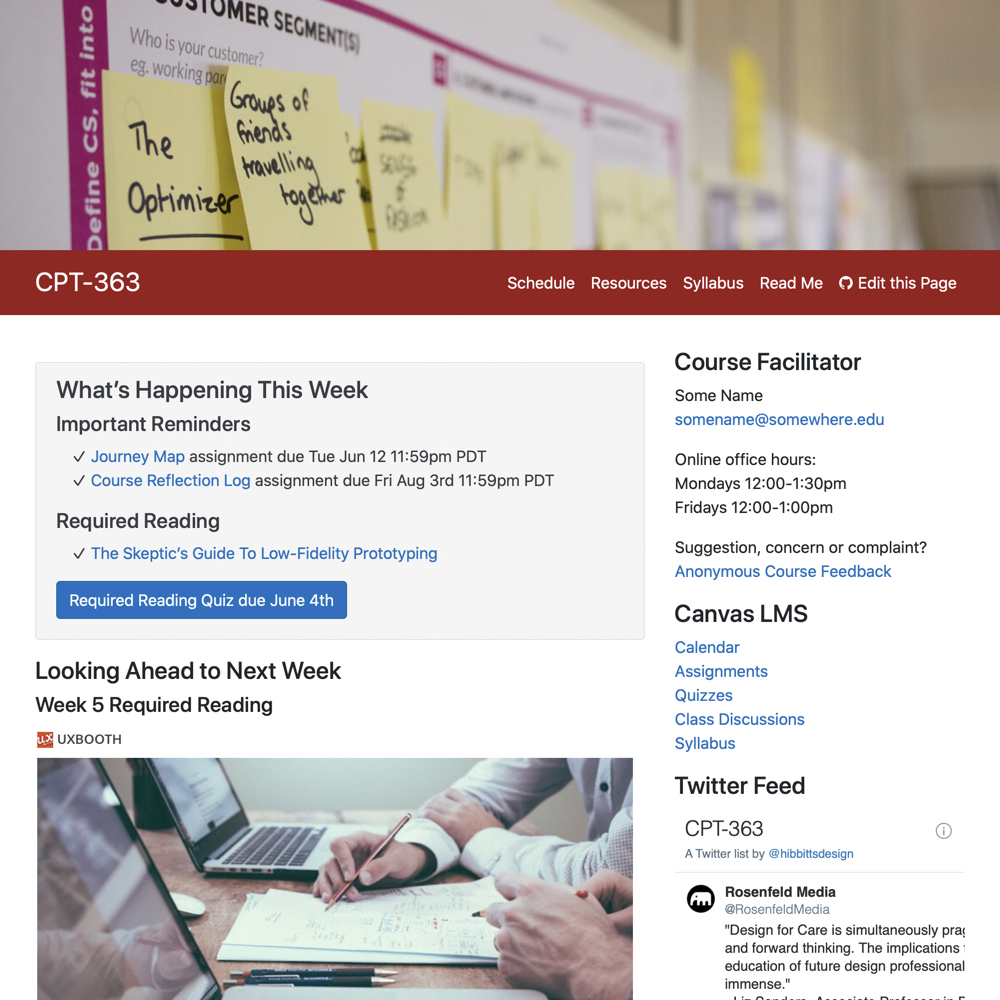 CUSTOMER SEGMENT(S)
Who is your customer?
eg. working
Define CS, fit into
The
Optimizer
Groups of
friends
travelling
together
CPT-363
Schedule Resources Syllabus Read Me Edit this Page
What’s Happening This Week
Important Reminders
✓ Journey Map assignment due Tue Jun 12 11:59pm PDT
✓ Course Reflection Log assignment due Fri Aug 3rd 11:59pm PDT
Required Reading
✓ The Skeptic’s Guide To Low-Fidelity Prototyping
Required Reading Quiz due June 4th
Looking Ahead to Next Week
Week 5 Required Reading
UX UXBOOTH
Course Facilitator
Some Name
somename@somewhere.edu
Online office hours:
Mondays 12:00-1:30pm
Fridays 12:00-1:00pm
Suggestion, concern or complaint?
Anonymous Course Feedback
Canvas LMS
Calendar
Assignments
Quizzes
Class Discussions
Syllabus
Twitter Feed
CPT-363
A Twitter list by @hibbittsdesign
Rosenfeld Media
@RosenfeldMedia
"Design for Care is simultaneously
and forward thinking. The implications
education of future design professional
immense."